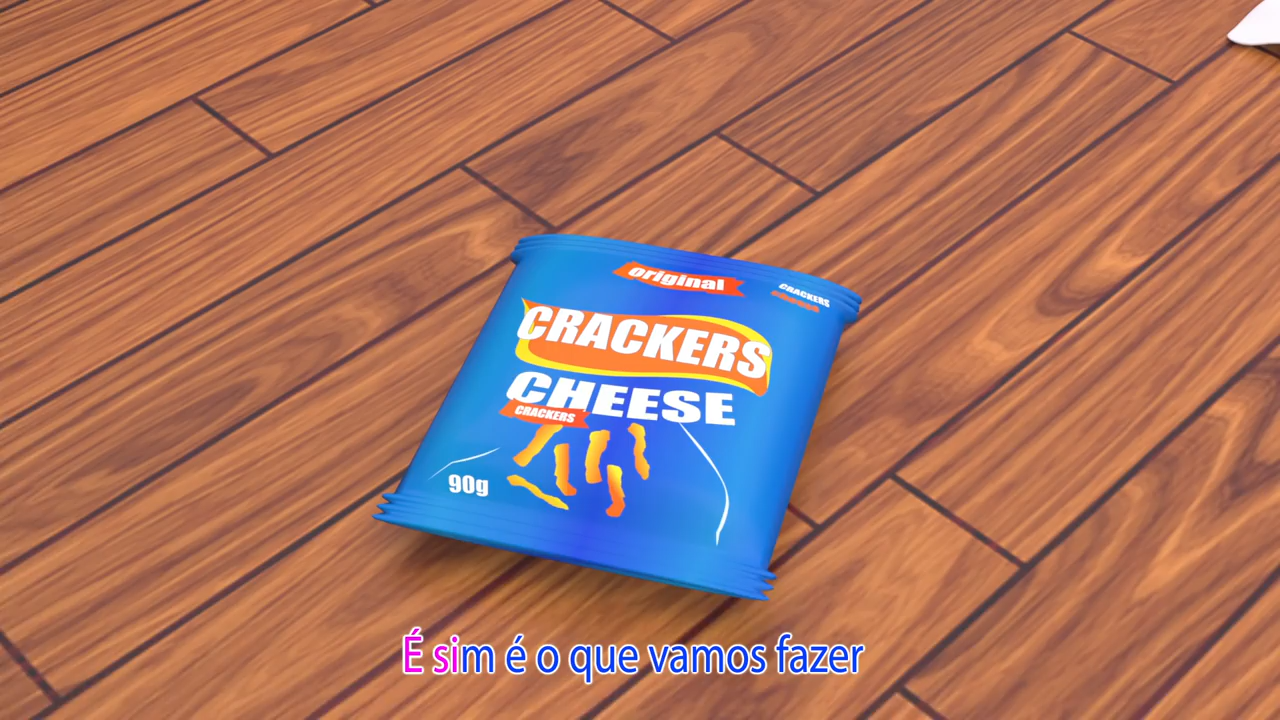 original
CRACKERS
CRACKERS
CHEESE
CRACKERS
90g
É sim é o que vamos fazer